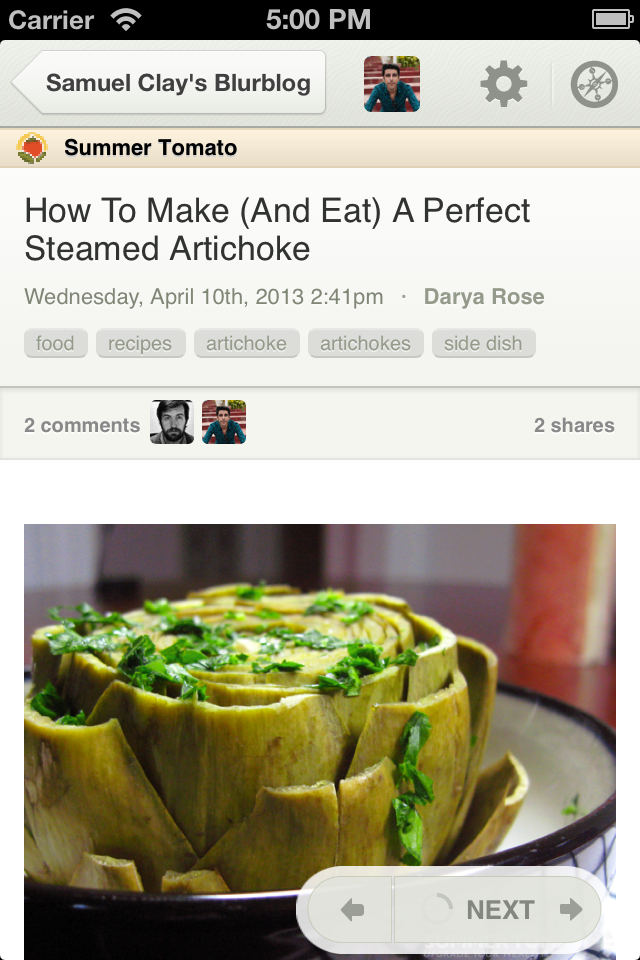 Carrier 5:00 PM
Samuel Clay's Blurblog
Summer Tomato
How To Make (And Eat) A Perfect
Steamed Artichoke
Wednesday, April 10th, 2013 2:41pm · Darya Rose
food recipes artichoke artichokes side dish
2 comments 2 shares
NEXT